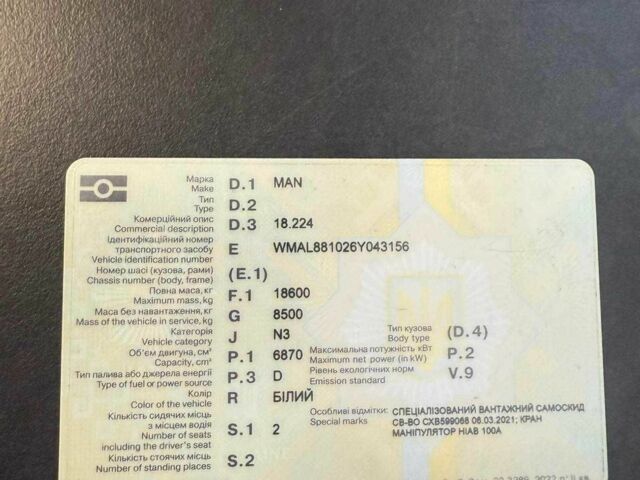 Марка
Make D.1 MAN
Тип
Type D.2
Комерційний опис
Commercial description D.3 18.224
Ідентифікаційний номер
транспортного засобу
Vehicle identification number E WMAL881026Y043156
Номер шасі (кузова, рами)
Chassis number (body, frame) (E.1)
Повна маса, кг
Maximum mass, kg F.1 18600
Маса без навантаження, кг
Mass of the vehicle in service, kg G 8500
Категорія
Vehicle category J N3
Тип кузова
Body type (D.4)
Об'єм двигуна, см³
Capacity, cm³ P.1 6870
Максимальна потужність кВт
Maximum net power (in kW) P.2
Тип палива або джерела енергії
Type of fuel or power source P.3 D
Рівень екологічних норм
Emission standard V.9
Колір
Color of the vehicle R БІЛИЙ
Кількість сидячих місць
з місцем водія
Number of seats
including the driver's seat S.1 2
Особливі відмітки:
Special marks
СПЕЦІАЛІЗОВАНИЙ ВАНТАЖНИЙ САМОСКИД
СВ-ВО СХВ599068 06.03.2021; КРАН
МАНІПУЛЯТОР НІАВ 100А
Кількість стоячих місць
Number of standing places S.2